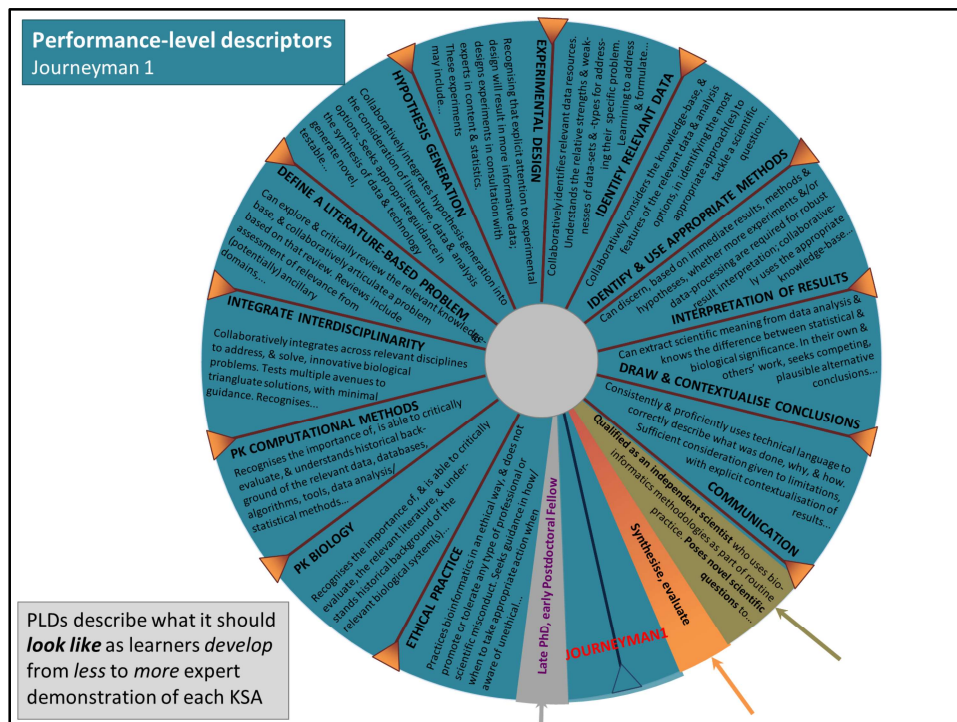 Performance-level descriptors
Journeyman 1
EXPERIMENTAL DESIGN
Recognising that explicit attention to experimental
design will result in more informative data;
designs experiments in consultation with
experts in content & statistics.
These experiments
may include...
HYPOTHESIS GENERATION
Collaboratively integrates hypothesis generation into
the consideration of literature, data & analysis
options. Seeks appropriate guidance in
the synthesis of data & technology
generate novel,
testable...
DEFINE A LITERATURE-BASED PROBLEM
Can explore & critically review the relevant knowledge-
base, & collaboratively articulate a problem
based on that review. Reviews include
assessment of relevance from
(potentially) ancillary
domains....
INTEGRATE INTERDISCIPLINARITY
Collaboratively integrates across relevant disciplines
to address, & solve, innovative biological
problems. Tests multiple avenues to
triangluate solutions, with minimal
guidance. Recognises...
PK COMPUTATIONAL METHODS
Recognises the importance of, is able to critically
evaluate, & understands historical back-
ground of the relevant data, databases,
algorithms, tools, data analysis/
statistical methods...
PK BIOLOGY
Recognises the importance of, & is able to critically
evaluate, the relevant literature, & under-
stands historical background of the
relevant biological system(s)...
ETHICAL PRACTICE
Practices bioinformatics in an ethical way, & does not
promote or tolerate any type of professional or
scientific misconduct. Seeks guidance in how/
when to take appropriate action when
aware of unethical...
Late PhD, early Postdoctoral Fellow
JOURNEYMAN1
Synthesise, evaluate
Qualified as an independent scientist who uses bio-
informatics methodologies as part of routine
practice. Poses novel scientific
questions to...
COMMUNICATION
Consistently & proficiently uses technical language to
correctly describe what was done, why, & how.
Sufficient consideration given to limitations,
with explicit contextualisation of
results...
DRAW & CONTEXTUALISE CONCLUSIONS
Can extract scientific meaning from data analysis &
knows the difference between statistical &
biological significance. In their own &
others' work, seeks competing,
plausible alternative
conclusions...
INTERPRETATION OF RESULTS
Can discern, based on immediate results, methods &
hypotheses, whether more experiments &/or
data-processing are required for robust
result interpretation; collaborative-
ly uses the appropriate
knowledge-base...
IDENTIFY & USE APPROPRIATE METHODS
Collaboratively considers the knowledge-base, &
features of the relevant data & analysis
options in identifying the most
appropriate approach(es) to
tackle a scientific
question...
IDENTIFY RELEVANT DATA
Collaboratively identifies relevant data resources.
Understands the relative strengths & weak-
nesses of data-sets & -types for address-
ing their specific problem.
Learning to address
& formulate...
PLDs describe what it should
look like as learners develop
from less to more expert
demonstration of each KSA